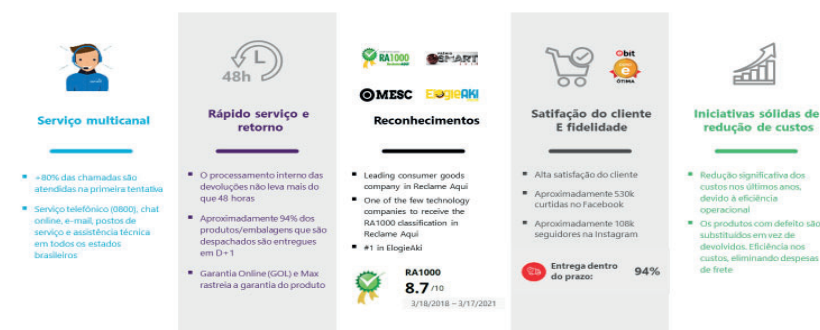 Serviço multicanal
+80% das chamadas são
atendidas na primeira tentativa
Serviço telefônico (0800), chat
online, e-mail, postos de
serviço e assistência técnica
em todos os estados
brasileiros
48h
Rápido serviço e
retorno
O processamento interno das
devoluções não leva mais do
que 48 horas
Aproximadamente 94% dos
produtos/embalagens que são
despachados são entregues
em D+1
Garantia Online (GOL) e Max
rastreia a garantia do produto
RA1000
SMART
MESC
ElogieAKI
Reconhecimentos
Leading consumer goods
company in Reclame Aqui
One of the few technology
companies to receive the
RA1000 classification in
Reclame Aqui
#1 in ElogieAki
RA1000
8.7 /10
3/18/2018 – 3/17/2021
Ebit
e
ÓTIMA
Satifação do cliente
E fidelidade
Alta satisfação do cliente
Aproximadamente 530k
curtidas no Facebook
Aproximadamente 108k
seguidores na Instagram
Entrega dentro
do prazo: 94%
Iniciativas sólidas de
redução de custos
Redução significativa dos
custos nos últimos anos,
devido à eficiência
operacional
Os produtos com defeito são
substituídos em vez de
devolvidos. Eficiência nos
custos, eliminando despesas
de frete